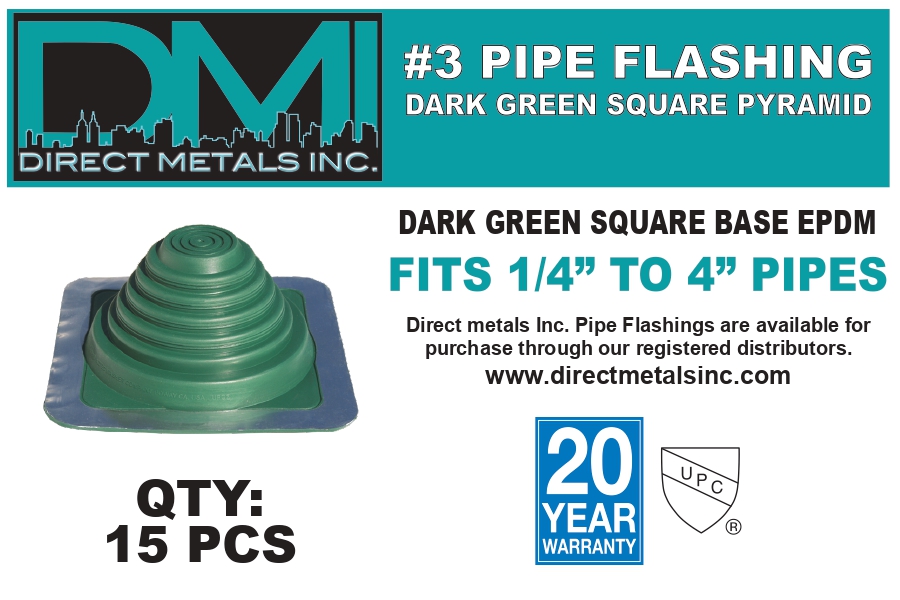 DMI
DIRECT METALS INC.
#3 PIPE FLASHING
DARK GREEN SQUARE PYRAMID
DARK GREEN SQUARE BASE EPDM
FITS 1/4” TO 4” PIPES
Direct metals Inc. Pipe Flashings are available for
purchase through our registered distributors.
www.directmetalsinc.com
QTY:
15 PCS
20
YEAR
WARRANTY
UPC
®